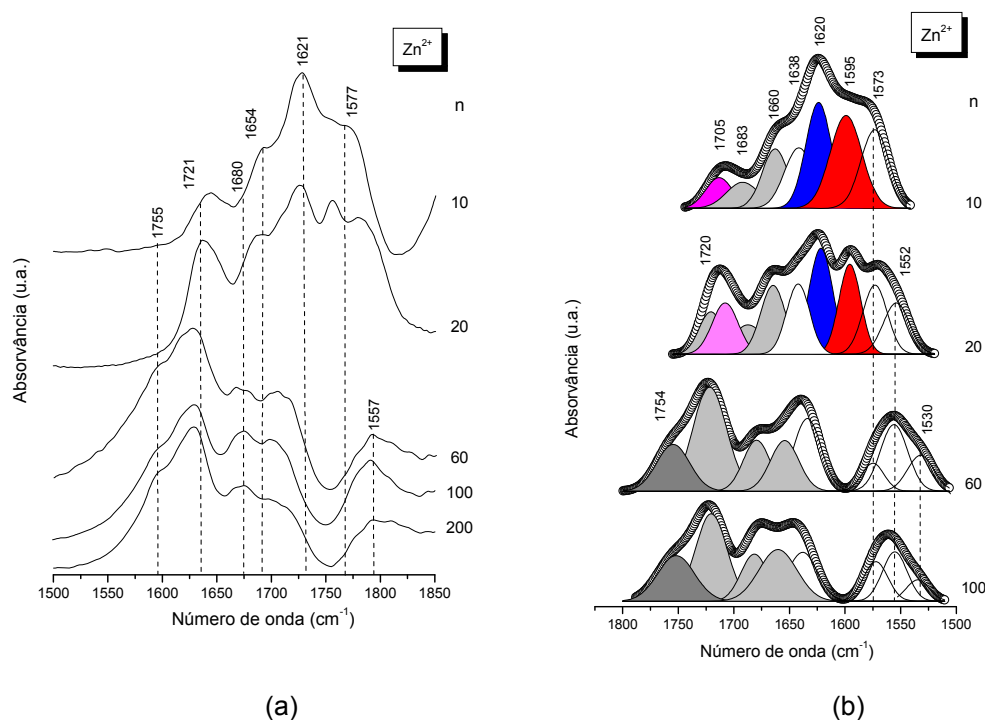 Zn2+
n
1755
1721
1680
1654
1621
1577
1557
10
20
60
100
200
Absorvância (u.a.)
1500 1550 1600 1650 1700 1750 1800 1850
Número de onda (cm-1)
(a)
Zn2+
n
1705
1683
1660
1638
1620
1595
1573
10
1720
1552
20
1754
1530
60
100
Absorvância (u.a.)
1800 1750 1700 1650 1600 1550 1500
Número de onda (cm-1)
(b)